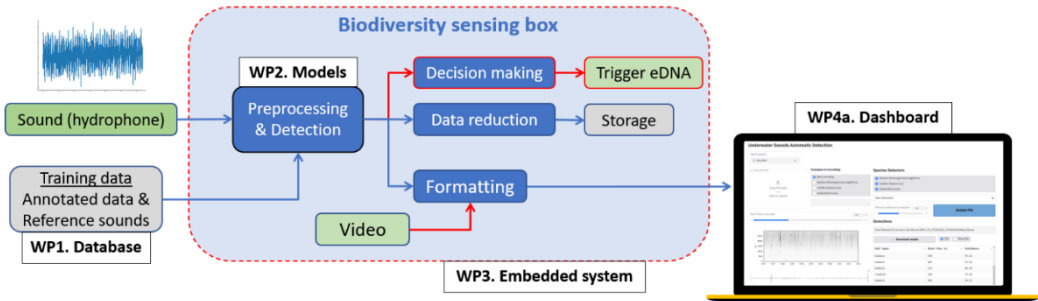 Biodiversity sensing box
WP2. Models
Decision making
Trigger eDNA
Sound (hydrophone)
Preprocessing
& Detection
Data reduction
Storage
WP4a. Dashboard
Training data
Annotated data &
Reference sounds
WP1. Database
Formatting
Video
WP3. Embedded system
Underwater Sounds Automatic Detection
Species Detectors
Detections